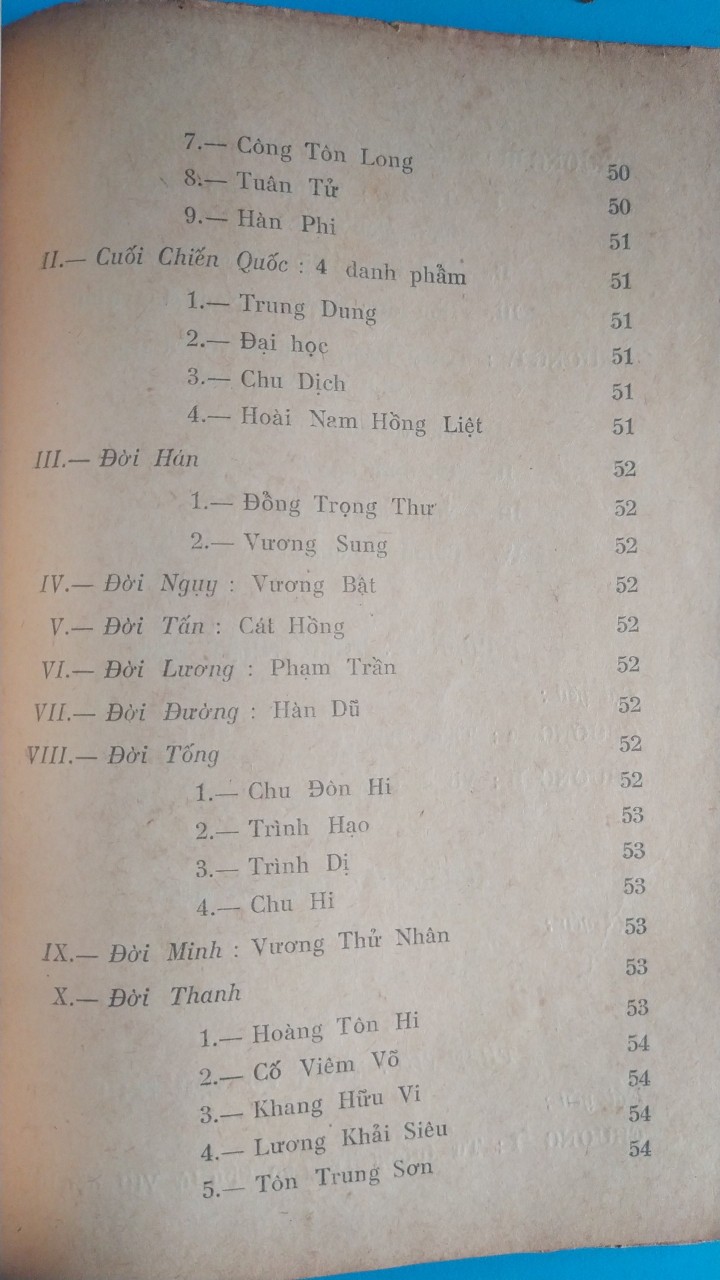 7.— Công Tôn Long 50
8.— Tuân Tử 50
9.— Hàn Phi 51
II.— Cuối Chiến Quốc : 4 danh phẩm 51
1.— Trung Dung 51
2.— Đại học 51
3.— Chu Dịch 51
4.— Hoài Nam Hồng Liệt 51
III.— Đời Hán 52
1.— Đồng Trọng Thư 52
2.— Vương Sung 52
IV.— Đời Ngụy : Vương Bật 52
V.— Đời Tấn : Cát Hồng 52
VI.— Đời Lương : Phạm Trần 52
VII.— Đời Đường : Hàn Dũ 52
VIII.— Đời Tống 52
1.— Chu Đôn Hi 52
2.— Trình Hạo 53
3.— Trình Dị 53
4.— Chu Hi 53
IX.— Đời Minh : Vương Thử Nhân 53
X.— Đời Thanh 53
1.— Hoàng Tôn Hi 53
2.— Cố Viêm Võ 54
3.— Khang Hữu Vi 54
4.— Lương Khải Siêu 54
5.— Tôn Trung Sơn 54